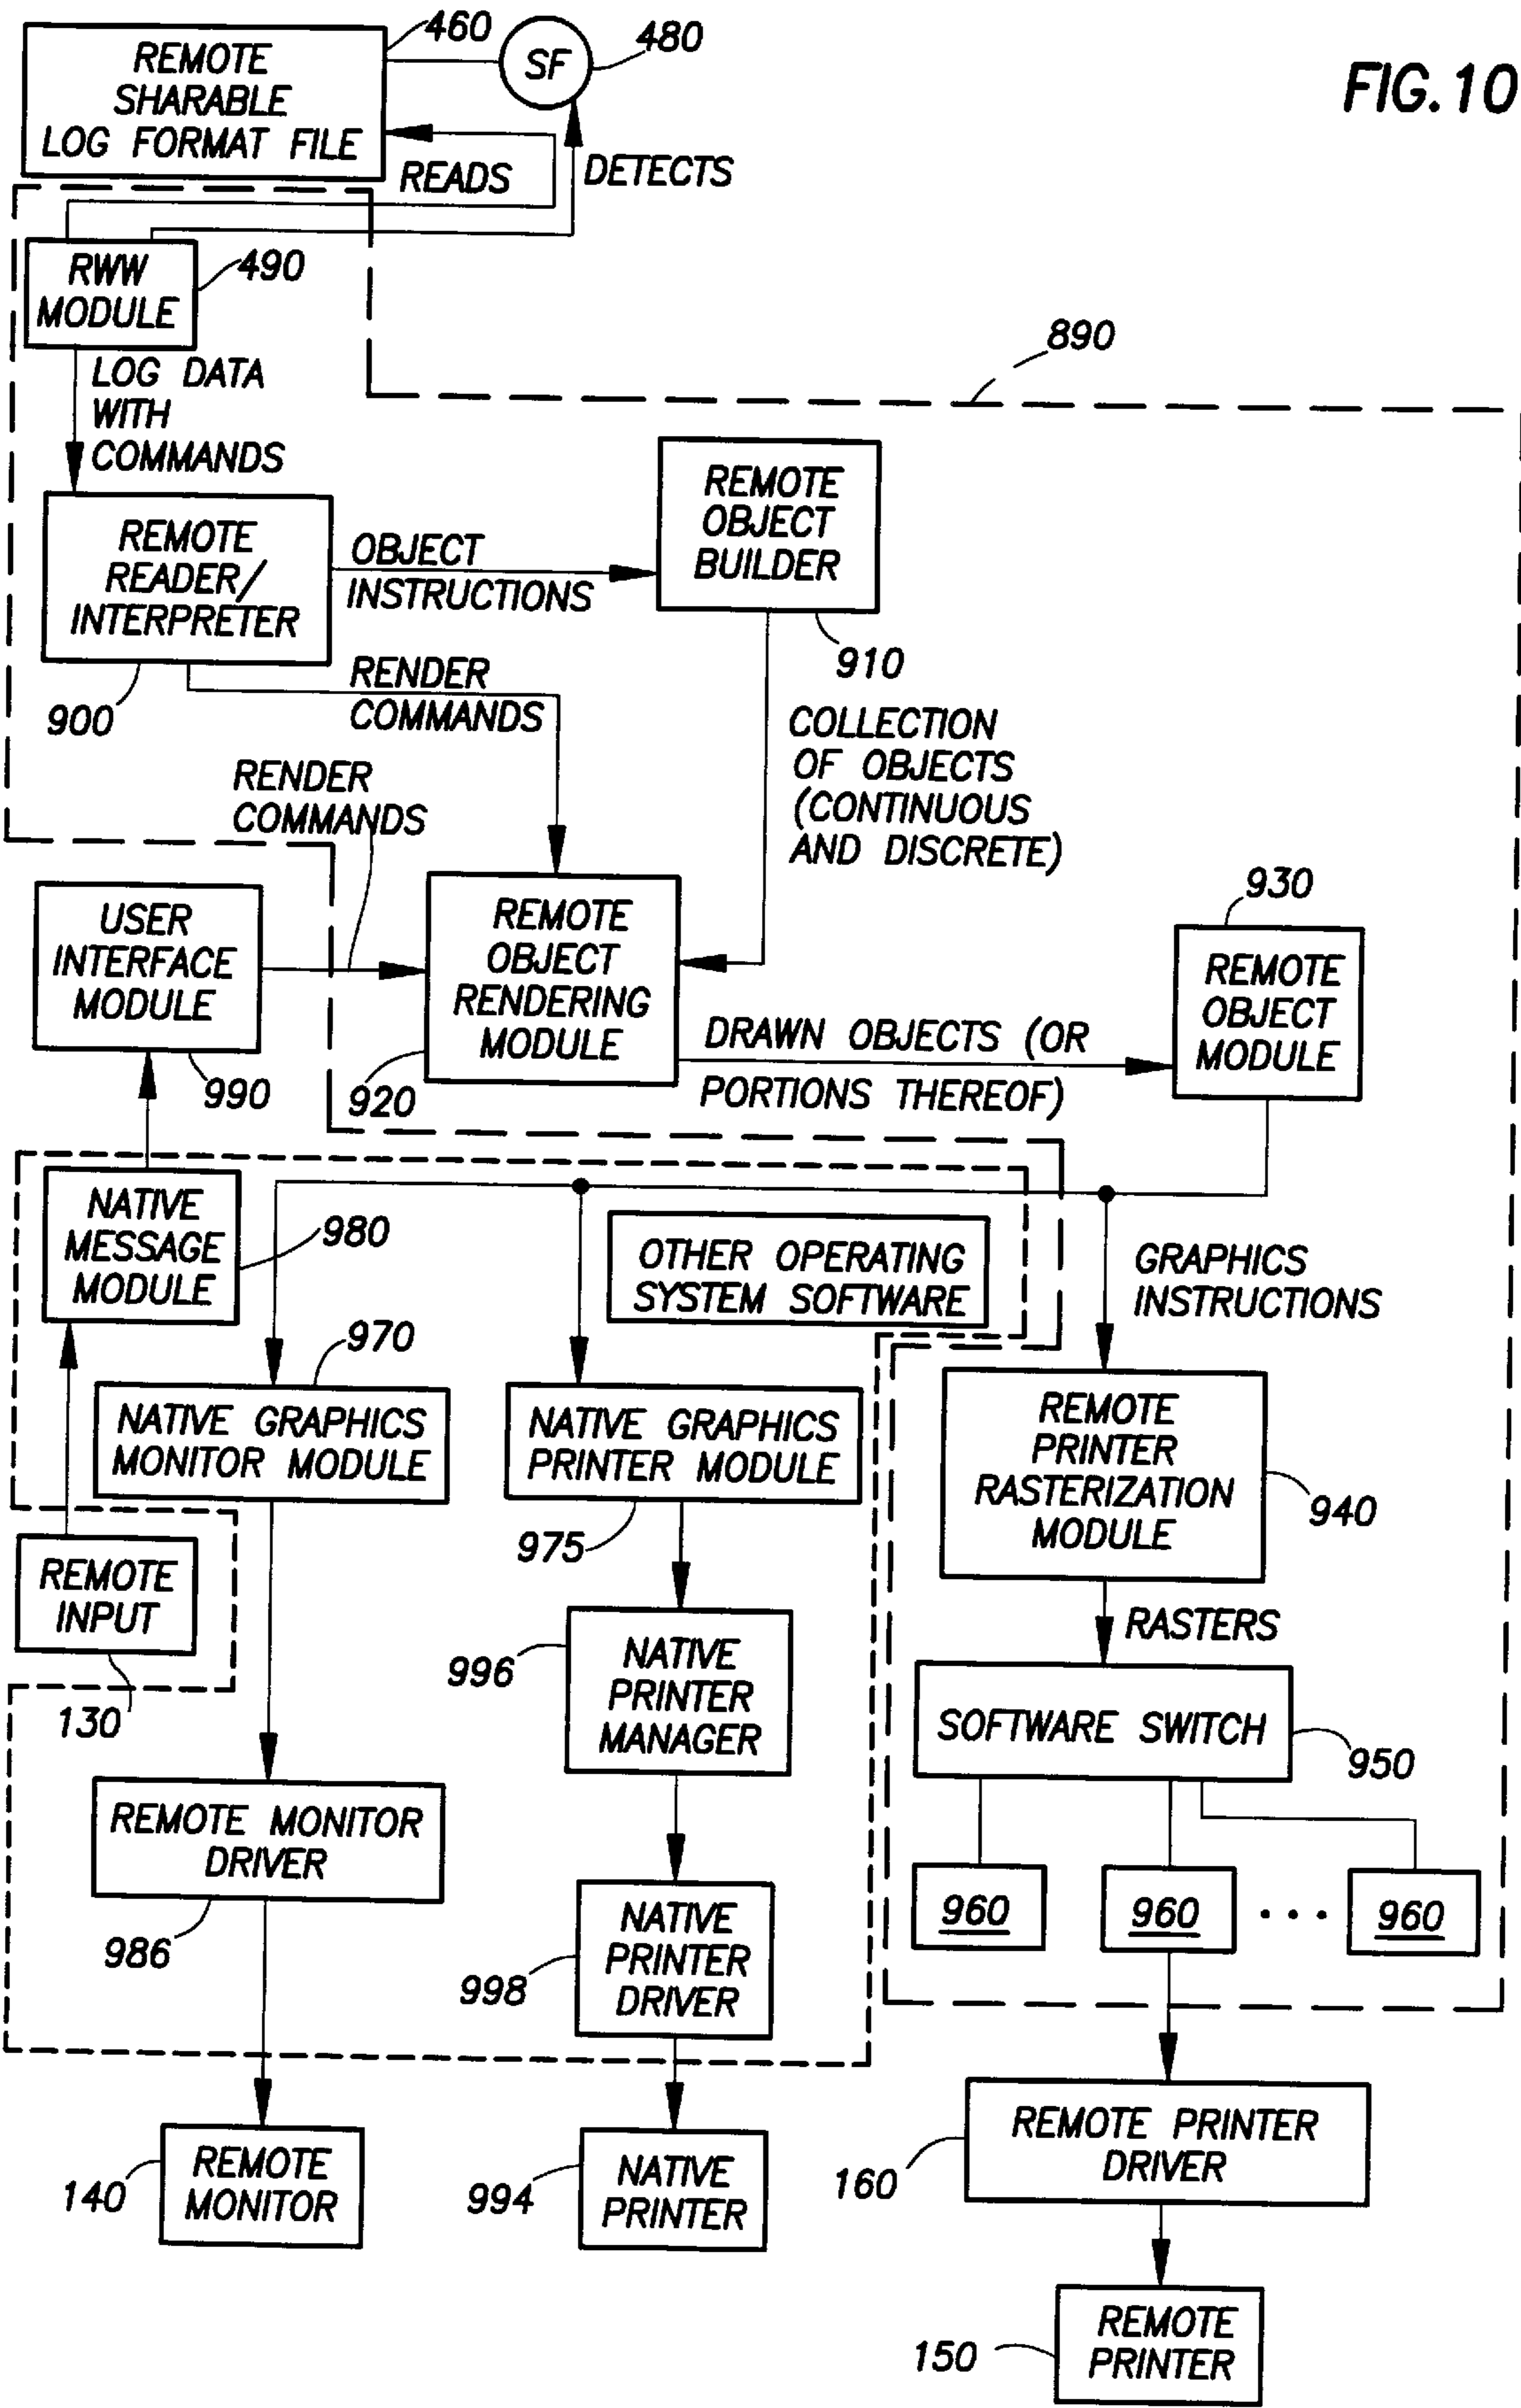 FIG.10
460
SF
480
REMOTE
SHARABLE
LOG FORMAT FILE
READS
DETECTS
RWW
MODULE
490
LOG DATA
WITH
COMMANDS
890
REMOTE
READER/
INTERPRETER
900
OBJECT
INSTRUCTIONS
REMOTE
OBJECT
BUILDER
910
RENDER
COMMANDS
COLLECTION
OF OBJECTS
(CONTINUOUS
AND DISCRETE)
RENDER
COMMANDS
USER
INTERFACE
MODULE
990
REMOTE
OBJECT
RENDERING
MODULE
920
930
REMOTE
OBJECT
MODULE
DRAWN OBJECTS (OR
PORTIONS THEREOF)
NATIVE
MESSAGE
MODULE
980
OTHER OPERATING
SYSTEM SOFTWARE
GRAPHICS
INSTRUCTIONS
970
NATIVE GRAPHICS
MONITOR MODULE
NATIVE GRAPHICS
PRINTER MODULE
975
REMOTE
PRINTER
RASTERIZATION
MODULE
940
REMOTE
INPUT
130
996
NATIVE
PRINTER
MANAGER
RASTERS
SOFTWARE SWITCH
950
REMOTE MONITOR
DRIVER
986
998
NATIVE
PRINTER
DRIVER
960
960
• • •
960
140
REMOTE
MONITOR
994
NATIVE
PRINTER
160
REMOTE PRINTER
DRIVER
150
REMOTE
PRINTER